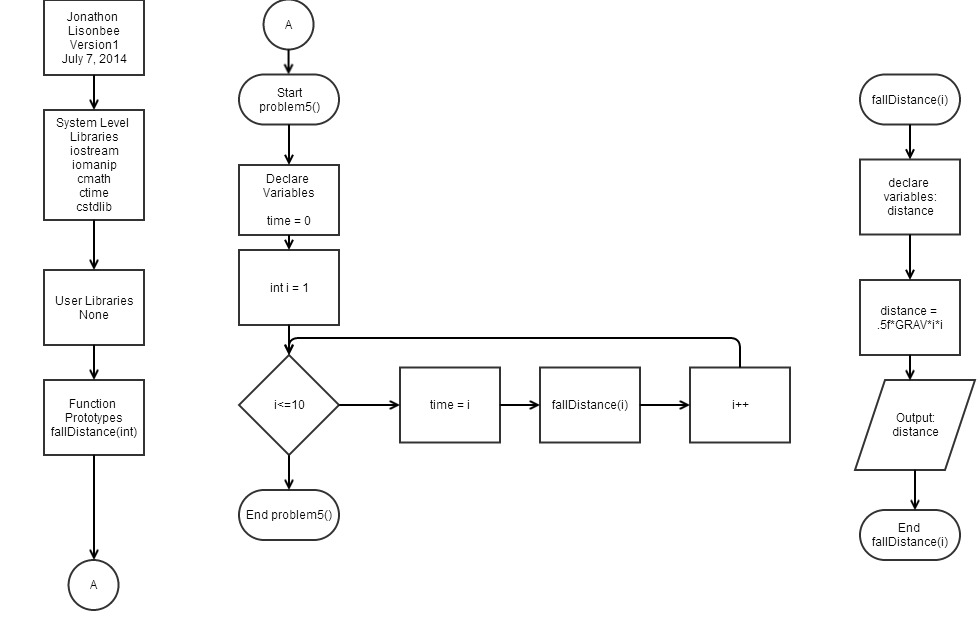 Jonathon
Lisonbee
Version1
July 7, 2014
System Level
Libraries
iostream
iomanip
cmath
ctime
cstdlib
User Libraries
None
Function
Prototypes
fallDistance(int)
A
A
Start
problem5()
Declare
Variables
time = 0
int i = 1
i<=10
time = i
fallDistance(i)
i++
End problem5()
fallDistance(i)
declare
variables:
distance
distance =
.5f*GRAV*i*i
Output:
distance
End
fallDistance(i)